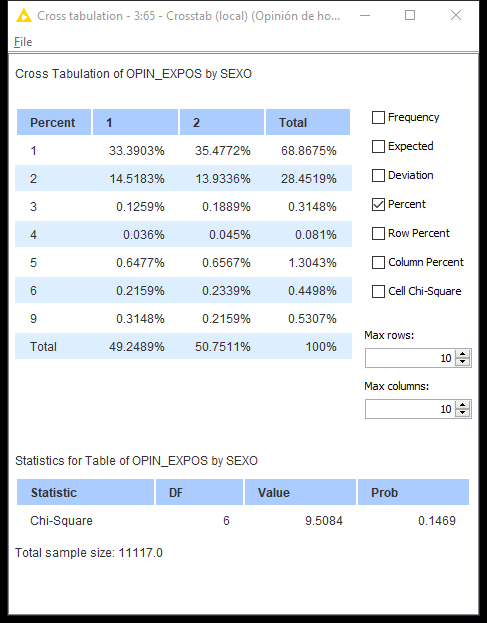 Cross tabulation - 3:65 - Crosstab (local) (Opinión de ho...
File
Cross Tabulation of OPIN_EXPOS by SEXO
Percent 1 2 Total
1 33.3903% 35.4772% 68.8675%
2 14.5183% 13.9336% 28.4519%
3 0.1259% 0.1889% 0.3148%
4 0.036% 0.045% 0.081%
5 0.6477% 0.6567% 1.3043%
6 0.2159% 0.2339% 0.4498%
9 0.3148% 0.2159% 0.5307%
Total 49.2489% 50.7511% 100%
Frequency
Expected
Deviation
Percent
Row Percent
Column Percent
Cell Chi-Square
Max rows:
10
Max columns:
10
Statistics for Table of OPIN_EXPOS by SEXO
Statistic DF Value Prob
Chi-Square 6 9.5084 0.1469
Total sample size: 11117.0